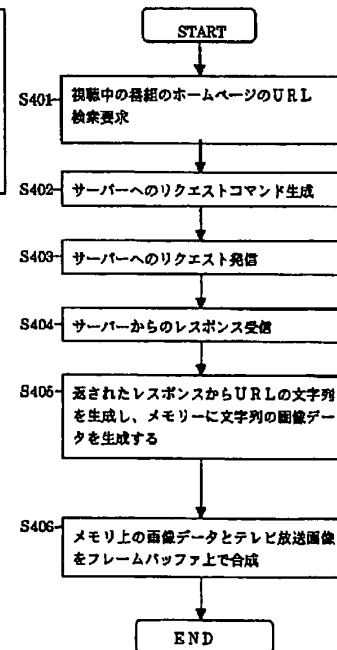 START
S401
視聴中の番組のホームページのURL
検索要求
S402
サーバーへのリクエストコマンド生成
S403
サーバーへのリクエスト発信
S404
サーバーからのレスポンス受信
S405
返されたレスポンスからURLの文字列
を生成し、メモリーに文字列の画像デー
タを生成する
S406
メモリ上の画像データとテレビ放送画像
をフレームバッファ上で合成
END